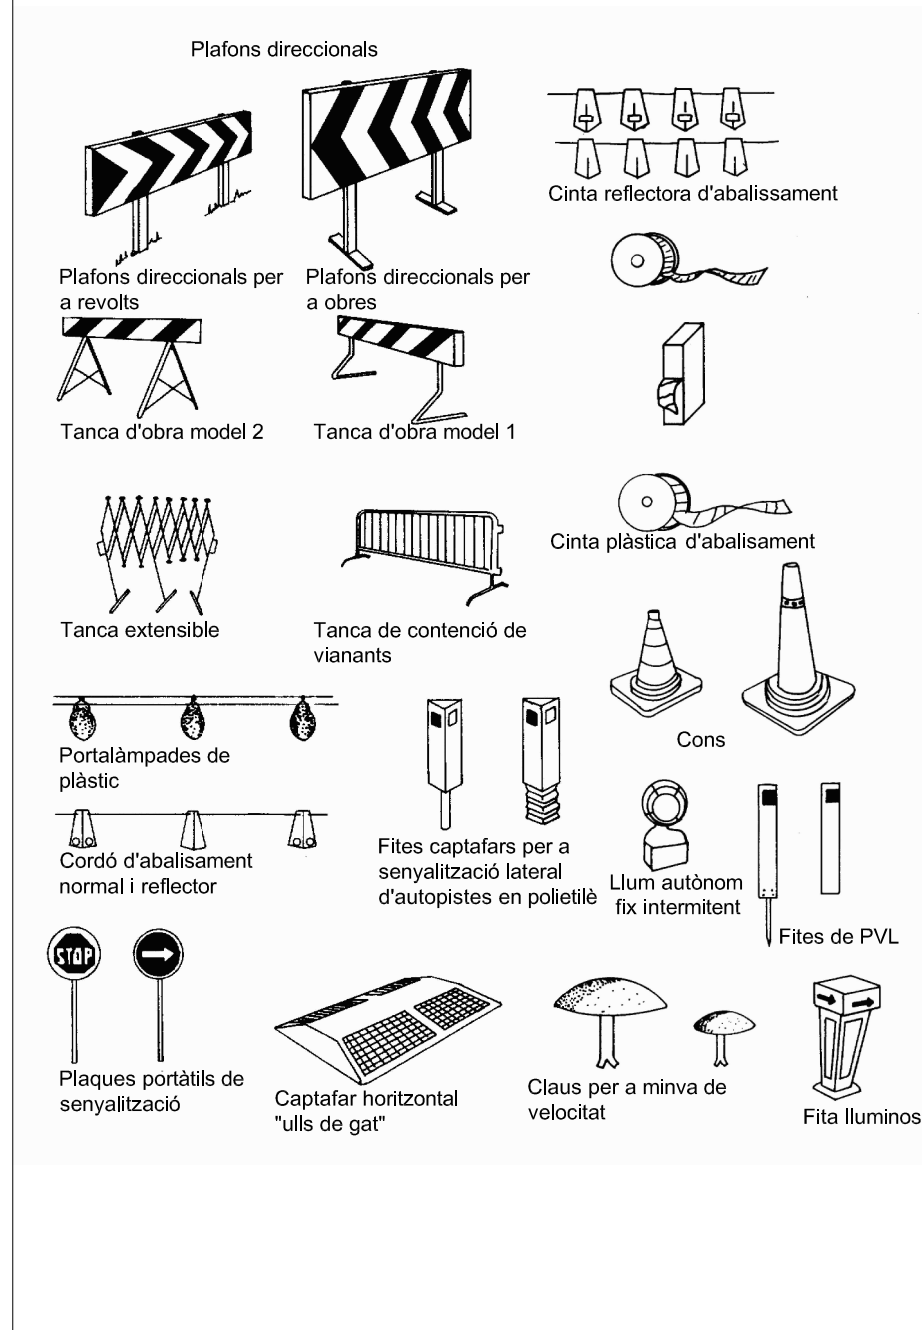 Plafons direccionals
Cinta reflectora d'abalissament
Plafons direccionals per
a revolts
Plafons direccionals per
a obres
Tanca d'obra model 2
Tanca d'obra model 1
Cinta plàstica d'abalisament
Tanca extensible
Tanca de contenció de
vianants
Cons
Portalàmpades de
plàstic
Cordó d'abalisament
normal i reflector
Fites captafars per a
senyalització lateral
d'autopistes en polietilè
Llum autònom
fix intermitent
Fites de PVL
STOP
Plaques portàtils de
senyalització
Captafar horitzontal
"ulls de gat"
Claus per a minva de
velocitat
Fita lluminos